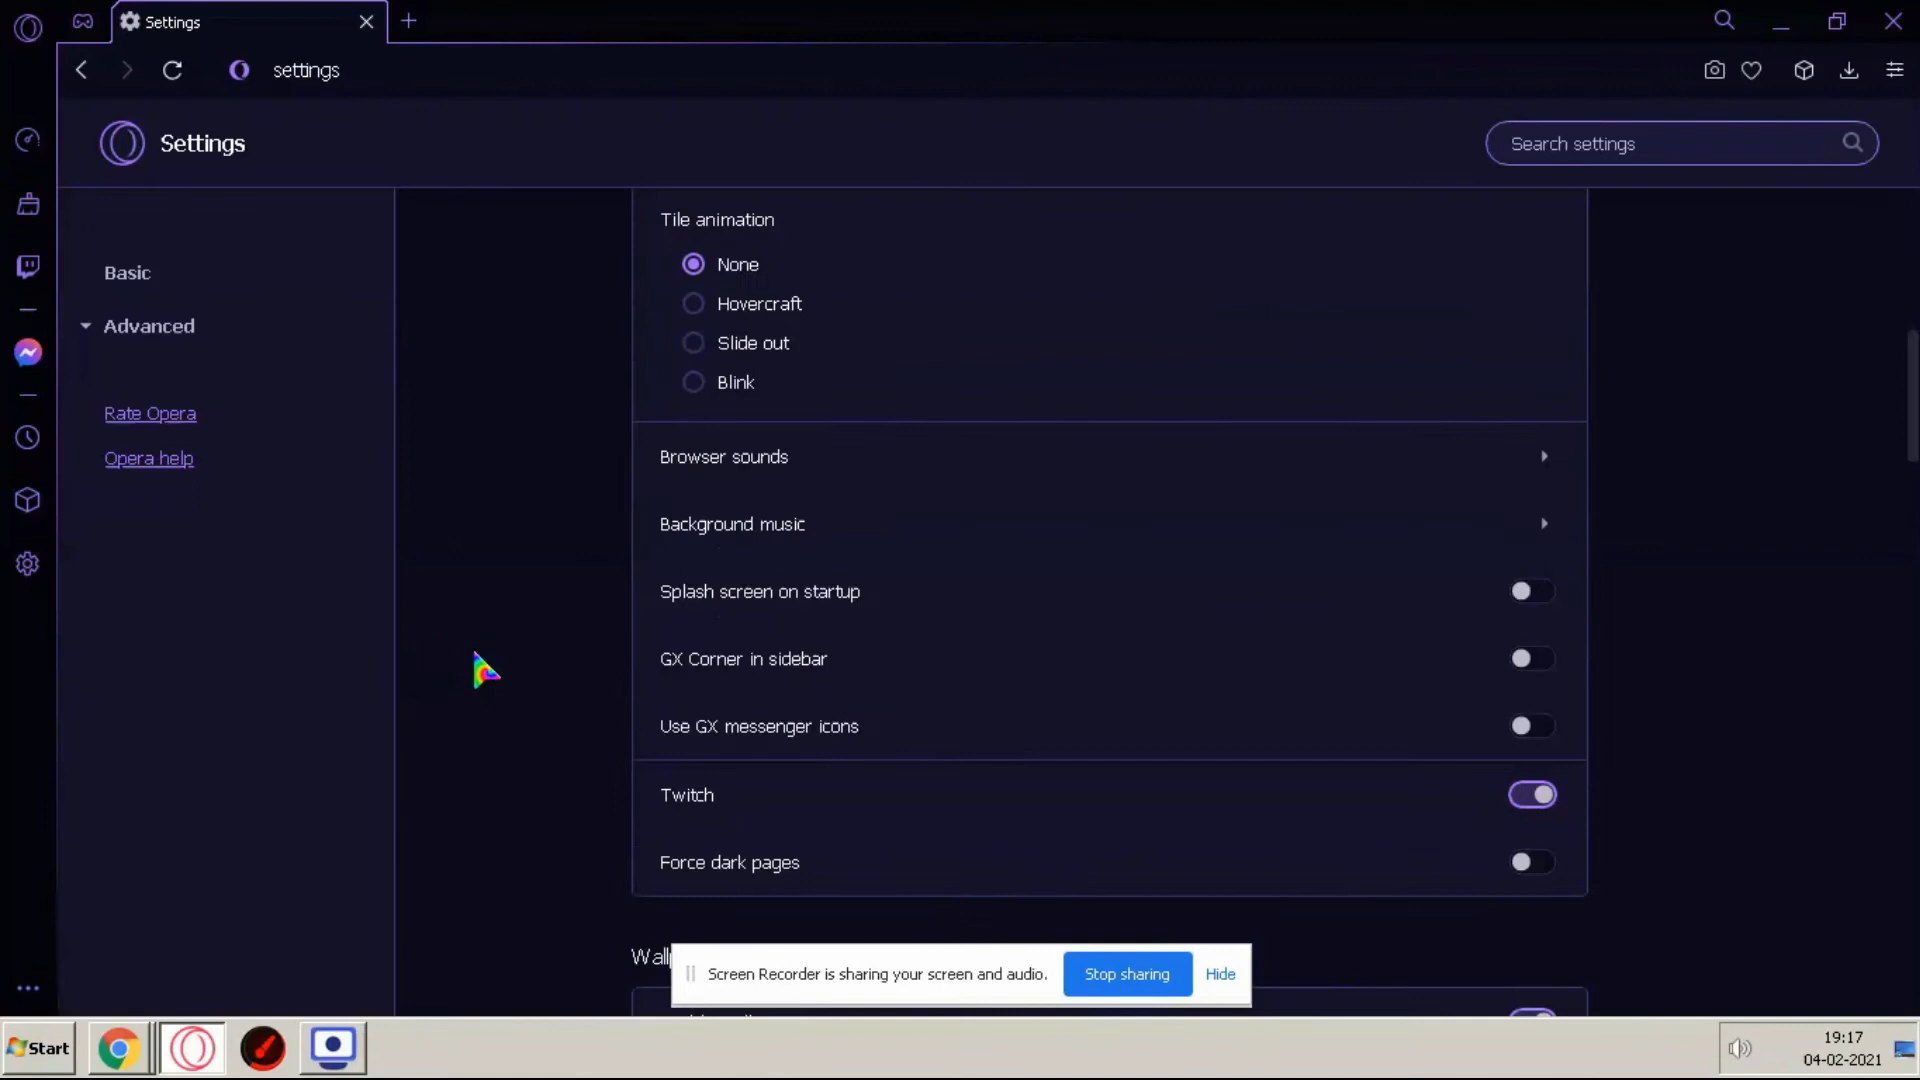 Settings
settings
Settings
Search settings
Basic
Advanced
Rate Opera
Opera help
Tile animation
None
Hovercraft
Slide out
Blink
Browser sounds
Background music
Splash screen on startup
GX Corner in sidebar
Use GX messenger icons
Twitch
Force dark pages
Screen Recorder is sharing your screen and audio.
Stop sharing
Hide
Start
19:17
04-02-2021